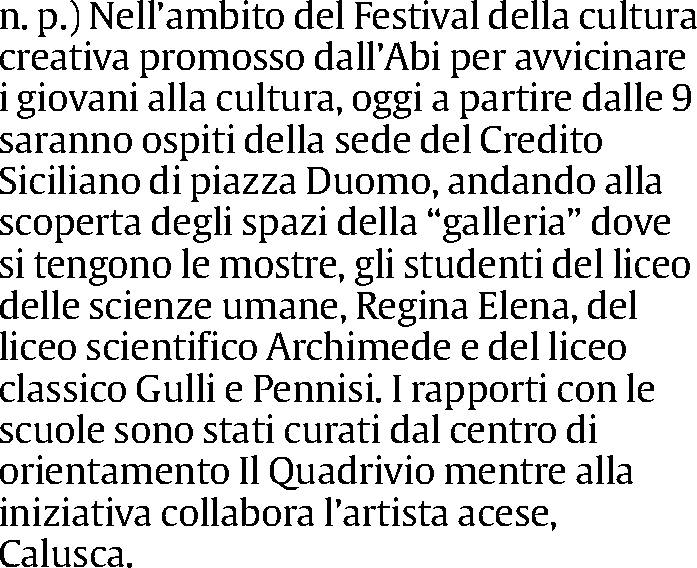 n. p.) Nell’ambito del Festival della cultura
creativa promosso dall’Abi per avvicinare
i giovani alla cultura, oggi a partire dalle 9
saranno ospiti della sede del Credito
Siciliano di piazza Duomo, andando alla
scoperta degli spazi della “galleria” dove
si tengono le mostre, gli studenti del liceo
delle scienze umane, Regina Elena, del
liceo scientifico Archimede e del liceo
classico Gulli e Pennisi. I rapporti con le
scuole sono stati curati dal centro di
orientamento Il Quadrivio mentre alla
iniziativa collabora l’artista acese,
Calusca.